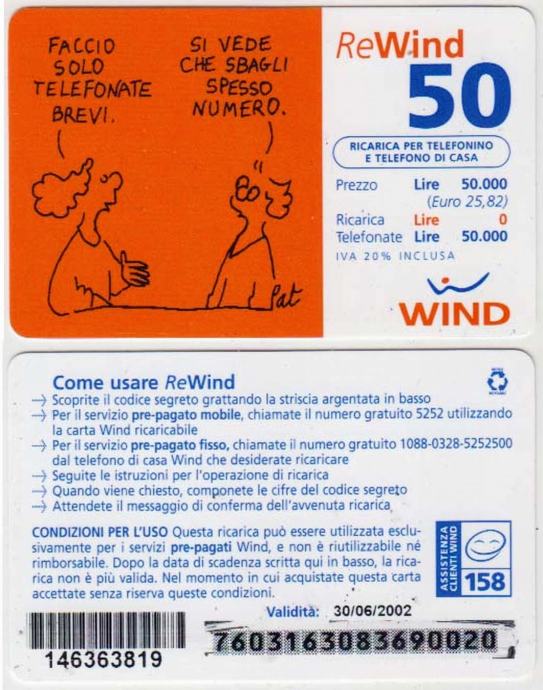 FACCIO
SOLO
TELEFONATE
BREVI.
SI VEDE
CHE SBAGLI
SPESSO
NUMERO.
Pat
ReWind
50
RICARICA PER TELEFONINO
E TELEFONO DI CASA
Prezzo Lire 50.000
(Euro 25,82)
Ricarica Lire 0
Telefonate Lire 50.000
IVA 20% INCLUSA
WIND
Come usare ReWind
→ Scoprite il codice segreto grattando la striscia argentata in basso
→ Per il servizio pre-pagato mobile, chiamate il numero gratuito 5252 utilizzando
la carta Wind ricaricabile
→ Per il servizio pre-pagato fisso, chiamate il numero gratuito 1088-0328-5252500
dal telefono di casa Wind che desiderate ricaricare
→ Seguite le istruzioni per l'operazione di ricarica
→ Quando viene chiesto, componete le cifre del codice segreto
→ Attendete il messaggio di conferma dell'avvenuta ricarica
CONDIZIONI PER L'USO Questa ricarica può essere utilizzata esclu-
sivamente per i servizi pre-pagati Wind, e non è riutilizzabile né
rimborsabile. Dopo la data di scadenza scritta qui in basso, la rica-
rica non è più valida. Nel momento in cui acquistate questa carta
accettate senza riserva queste condizioni.
ASSISTENZA
CLIENTI WIND
158
Validità: 30/06/2002
146363819
7603163083690020